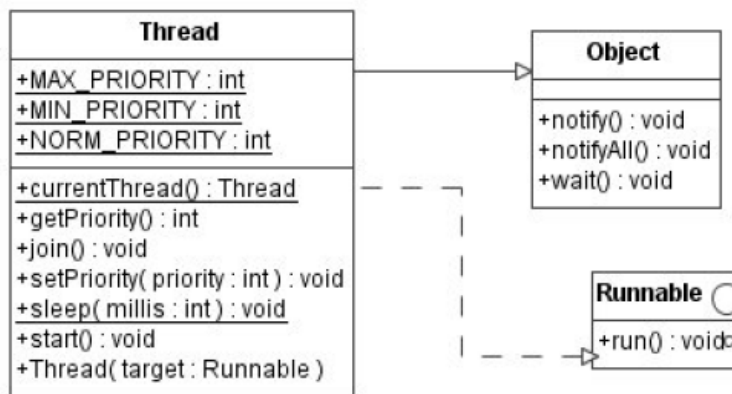 Thread
+MAX_PRIORITY : int
+MIN_PRIORITY : int
+NORM_PRIORITY : int
+currentThread() : Thread
+getPriority() : int
+join() : void
+setPriority( priority : int ) : void
+sleep( millis : int ) : void
+start() : void
+Thread( target : Runnable )
Object
+notify() : void
+notifyAll() : void
+wait() : void
Runnable
+run() : void